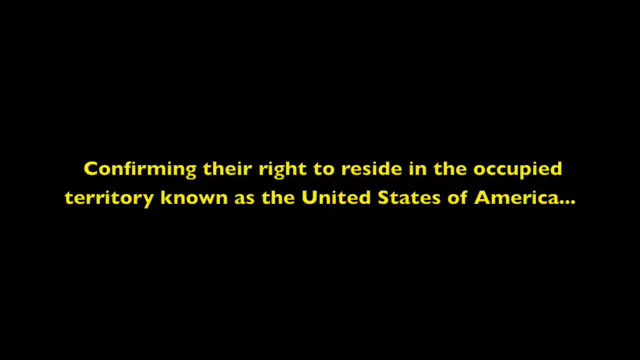 Confirming their right to reside in the occupied
territory known as the United States of America...